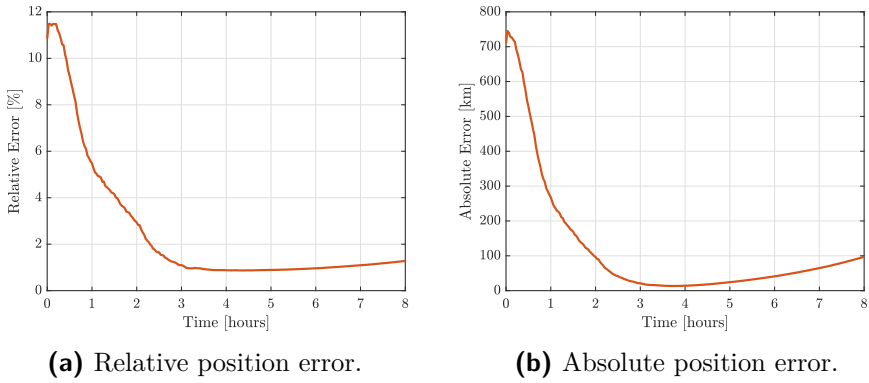 12
10
8
6
4
2
0
Relative Error [%]
0 1 2 3 4 5 6 7 8
Time [hours]
(a) Relative position error.
800
700
600
500
400
300
200
100
0
Absolute Error [km]
0 1 2 3 4 5 6 7 8
Time [hours]
(b) Absolute position error.